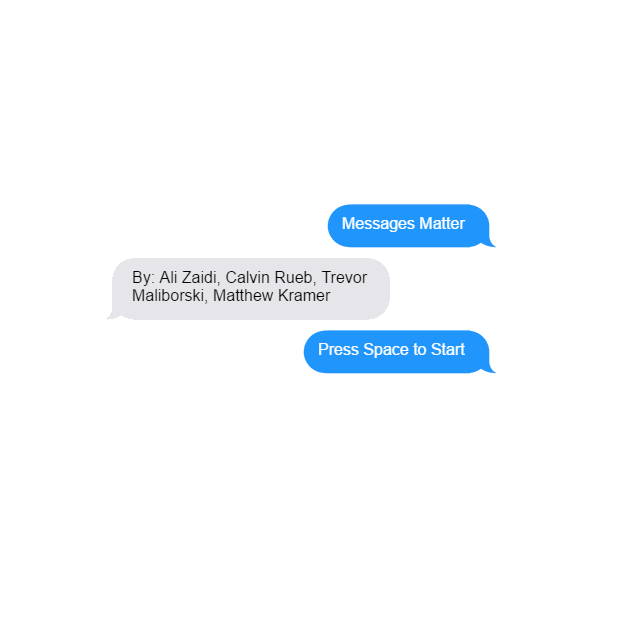 Messages Matter
By: Ali Zaidi, Calvin Rueb, Trevor
Maliborski, Matthew Kramer
Press Space to Start